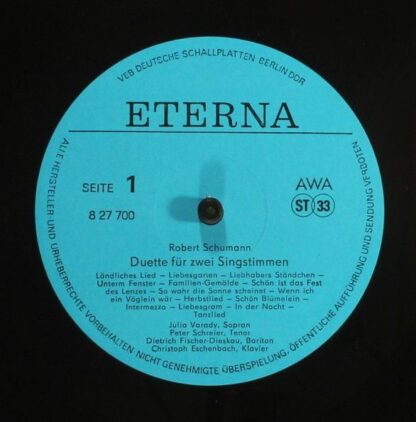 VEB DEUTSCHE SCHALLPLATTEN BERLIN DDR
ETERNA
SEITE 1
8 27 700
AWA
ST 33
Robert Schumann
Duette für zwei Singstimmen
Ländliches Lied — Liebesgarten — Liebhabers Ständchen —
Unterm Fenster — Familien-Gemälde — Schön ist das Fest
des Lenzes — So wahr die Sonne scheinet — Wenn ich
ein Vöglein wär — Herbstlied — Schön Blümelein —
Intermezzo — Liebesgram — In der Nacht —
Tanzlied
Julia Varady, Sopran
Peter Schreier, Tenor
Dietrich Fischer-Dieskau, Bariton
Christoph Eschenbach, Klavier
ALLE HERSTELLER UND URHEBERRECHTE VORBEHALTEN NICHT GENEHMIGTE ÜBERSPIELUNG, ÖFFENTLICHE AUFFÜHRUNG UND SENDUNG VERBOTEN